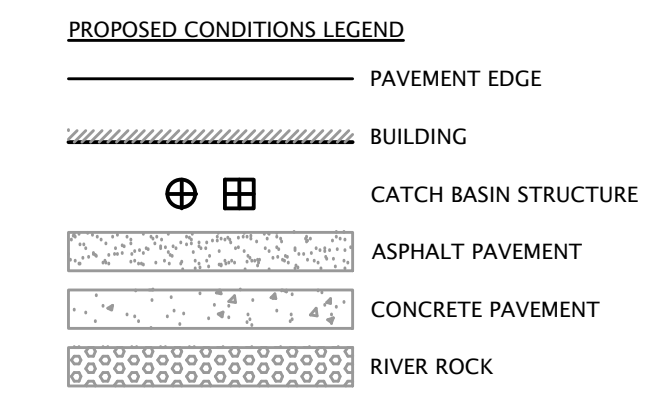 PROPOSED CONDITIONS LEGEND
PAVEMENT EDGE
BUILDING
CATCH BASIN STRUCTURE
ASPHALT PAVEMENT
CONCRETE PAVEMENT
RIVER ROCK